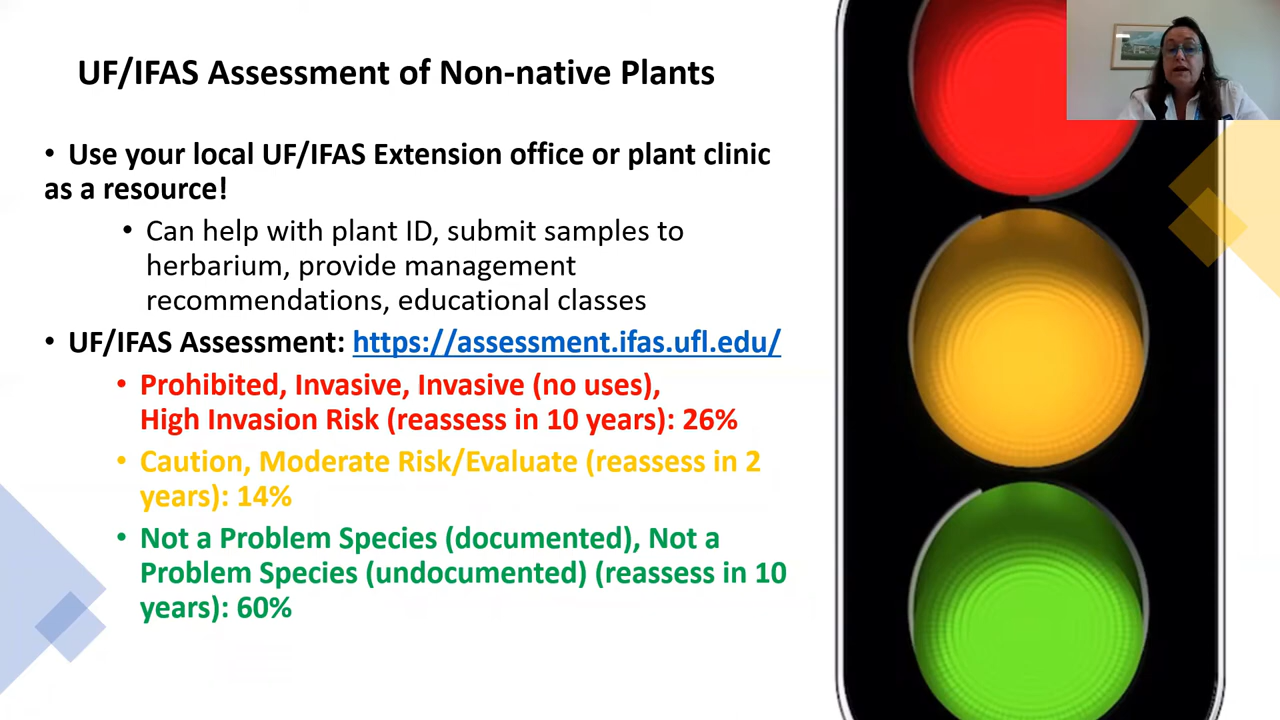 UF/IFAS Assessment of Non-native Plants
• Use your local UF/IFAS Extension office or plant clinic
as a resource!
• Can help with plant ID, submit samples to
herbarium, provide management
recommendations, educational classes
• UF/IFAS Assessment: https://assessment.ifas.ufl.edu/
• Prohibited, Invasive, Invasive (no uses),
High Invasion Risk (reassess in 10 years): 26%
• Caution, Moderate Risk/Evaluate (reassess in 2
years): 14%
• Not a Problem Species (documented), Not a
Problem Species (undocumented) (reassess in 10
years): 60%